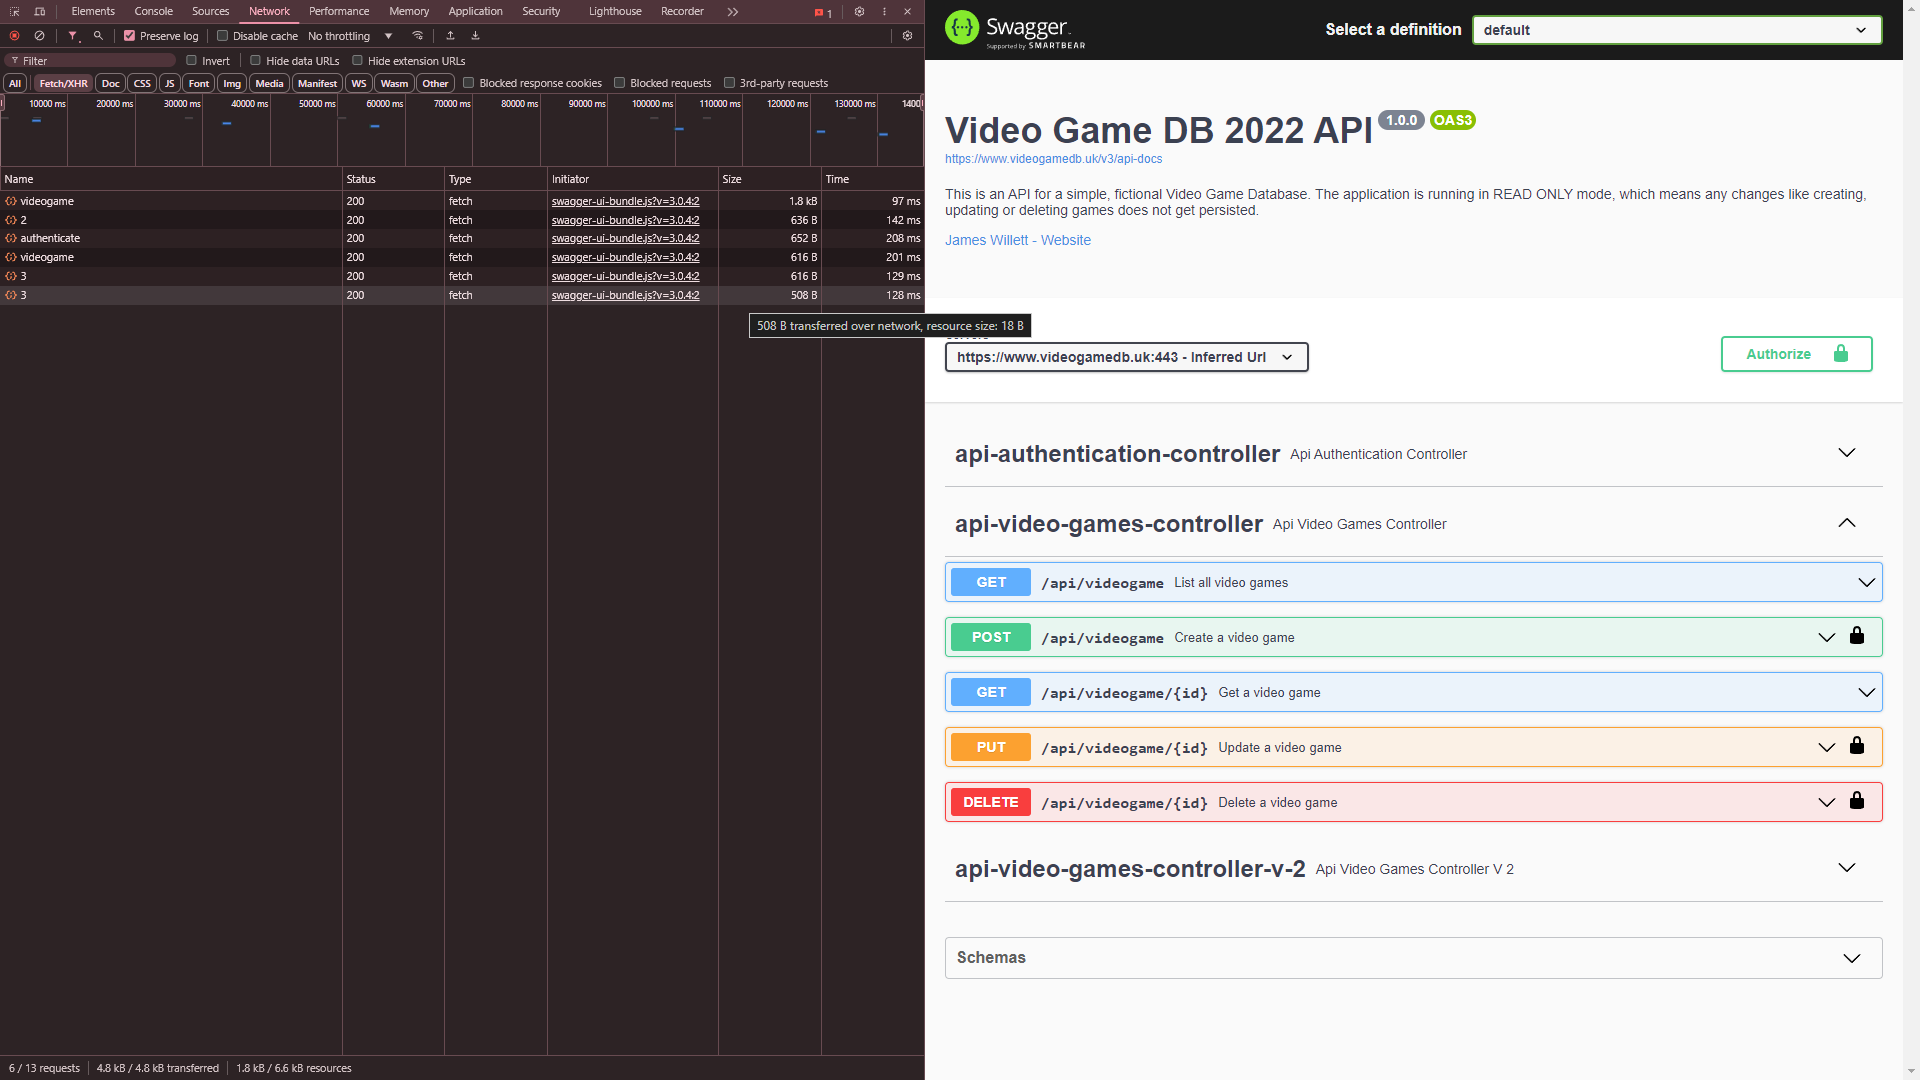 Elements Console Sources Network Performance Memory Application Security Lighthouse Recorder 1
Preserve log Disable cache No throttling
Filter Invert Hide data URLs Hide extension URLs
All Fetch/XHR Doc CSS JS Font Img Media Manifest WS Wasm Other Blocked response cookies Blocked requests 3rd-party requests
10000 ms 20000 ms 30000 ms 40000 ms 50000 ms 60000 ms 70000 ms 80000 ms 90000 ms 100000 ms 110000 ms 120000 ms 130000 ms 1400
Name Status Type Initiator Size Time
videogame 200 fetch swagger-ui-bundle.js?v=3.0.4:2 1.8 kB 97 ms
2 200 fetch swagger-ui-bundle.js?v=3.0.4:2 636 B 142 ms
authenticate 200 fetch swagger-ui-bundle.js?v=3.0.4:2 652 B 208 ms
videogame 200 fetch swagger-ui-bundle.js?v=3.0.4:2 616 B 201 ms
3 200 fetch swagger-ui-bundle.js?v=3.0.4:2 616 B 129 ms
3 200 fetch swagger-ui-bundle.js?v=3.0.4:2 508 B 128 ms
508 B transferred over network, resource size: 18 B
6 / 13 requests 4.8 kB / 4.8 kB transferred 1.8 kB / 6.6 kB resources
Swagger
Supported by SMARTBEAR
Select a definition default
Video Game DB 2022 API 1.0.0 OAS3
https://www.videogamedb.uk/v3/api-docs
This is an API for a simple, fictional Video Game Database. The application is running in READ ONLY mode, which means any changes like creating,
updating or deleting games does not get persisted.
James Willett - Website
https://www.videogamedb.uk:443 - Inferred Url
Authorize
api-authentication-controller Api Authentication Controller
api-video-games-controller Api Video Games Controller
GET /api/videogame List all video games
POST /api/videogame Create a video game
GET /api/videogame/{id} Get a video game
PUT /api/videogame/{id} Update a video game
DELETE /api/videogame/{id} Delete a video game
api-video-games-controller-v-2 Api Video Games Controller V 2
Schemas